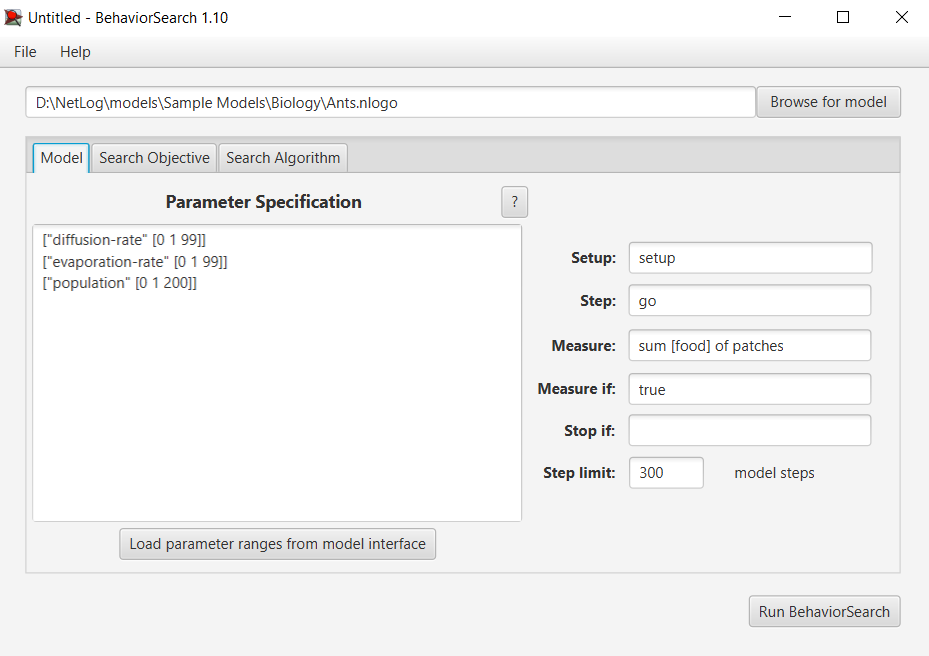 Untitled - BehaviorSearch 1.10
File Help
D:\NetLog\models\Sample Models\Biology\Ants.nlogo Browse for model
Model Search Objective Search Algorithm
Parameter Specification ?
["diffusion-rate" [0 1 99]]
["evaporation-rate" [0 1 99]]
["population" [0 1 200]]
Load parameter ranges from model interface
Setup: setup
Step: go
Measure: sum [food] of patches
Measure if: true
Stop if:
Step limit: 300 model steps
Run BehaviorSearch